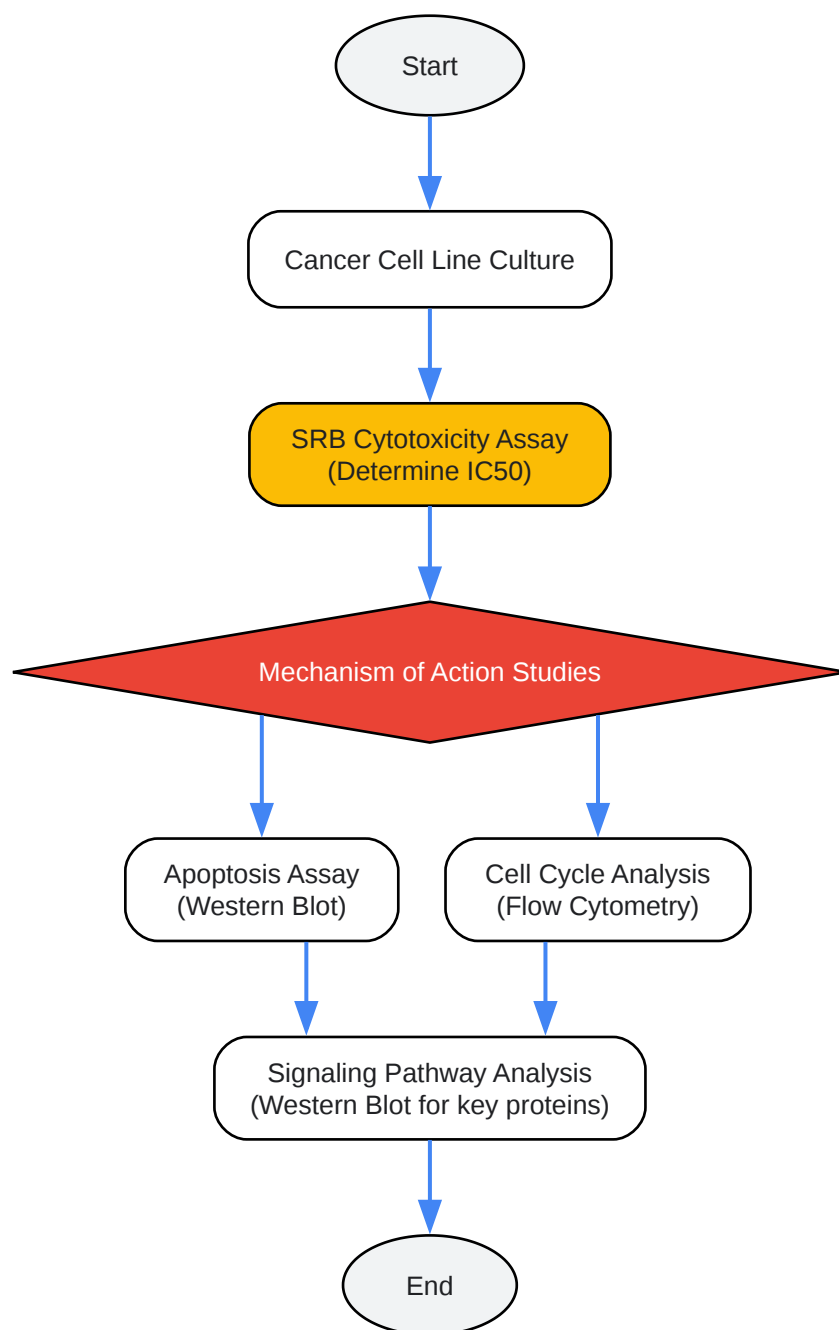 Start
Cancer Cell Line Culture
SRB Cytotoxicity Assay
(Determine IC50)
Mechanism of Action Studies
Apoptosis Assay
(Western Blot)
Cell Cycle Analysis
(Flow Cytometry)
Signaling Pathway Analysis
(Western Blot for key proteins)
End